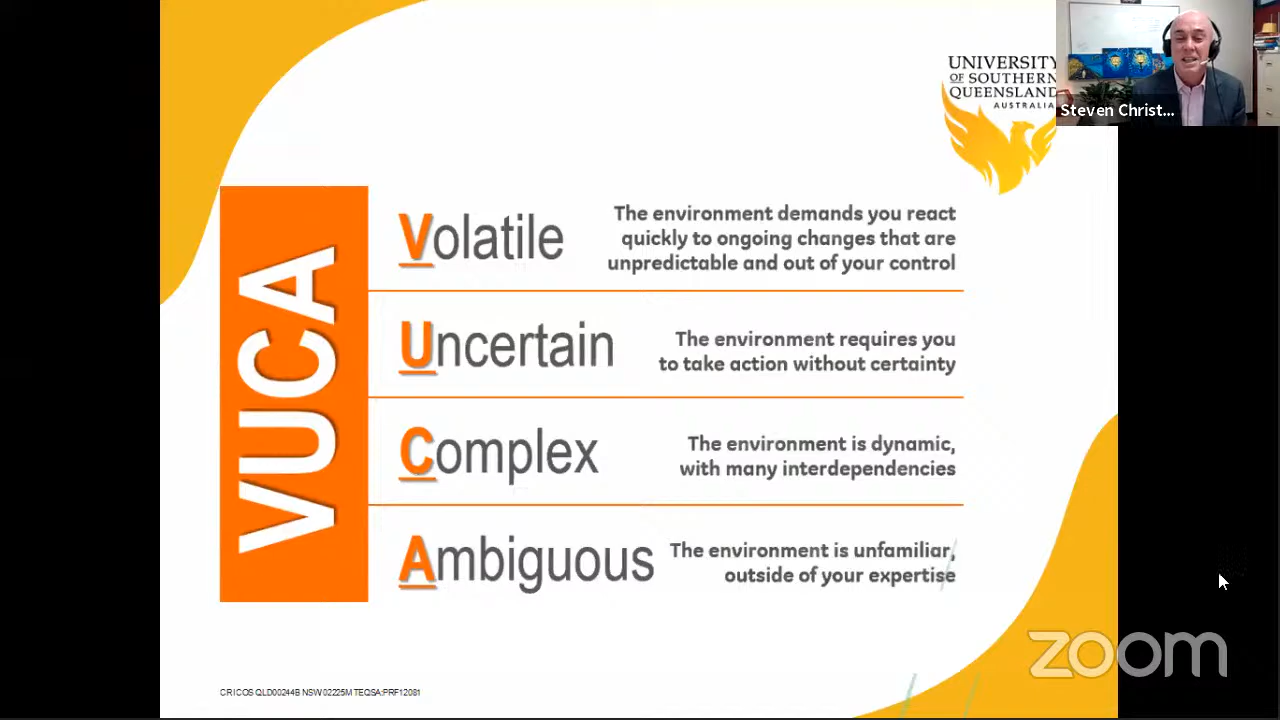 UNIVERSITY
OF SOUTHERN
QUEENSLAND
AUSTRALIA
Steven Christ...
VUCA
Volatile
The environment demands you react
quickly to ongoing changes that are
unpredictable and out of your control
Uncertain
The environment requires you
to take action without certainty
Complex
The environment is dynamic,
with many interdependencies
Ambiguous
The environment is unfamiliar,
outside of your expertise
zoom
CRICOS QLD00244B NSW 02225M TEQSA:PRF12081